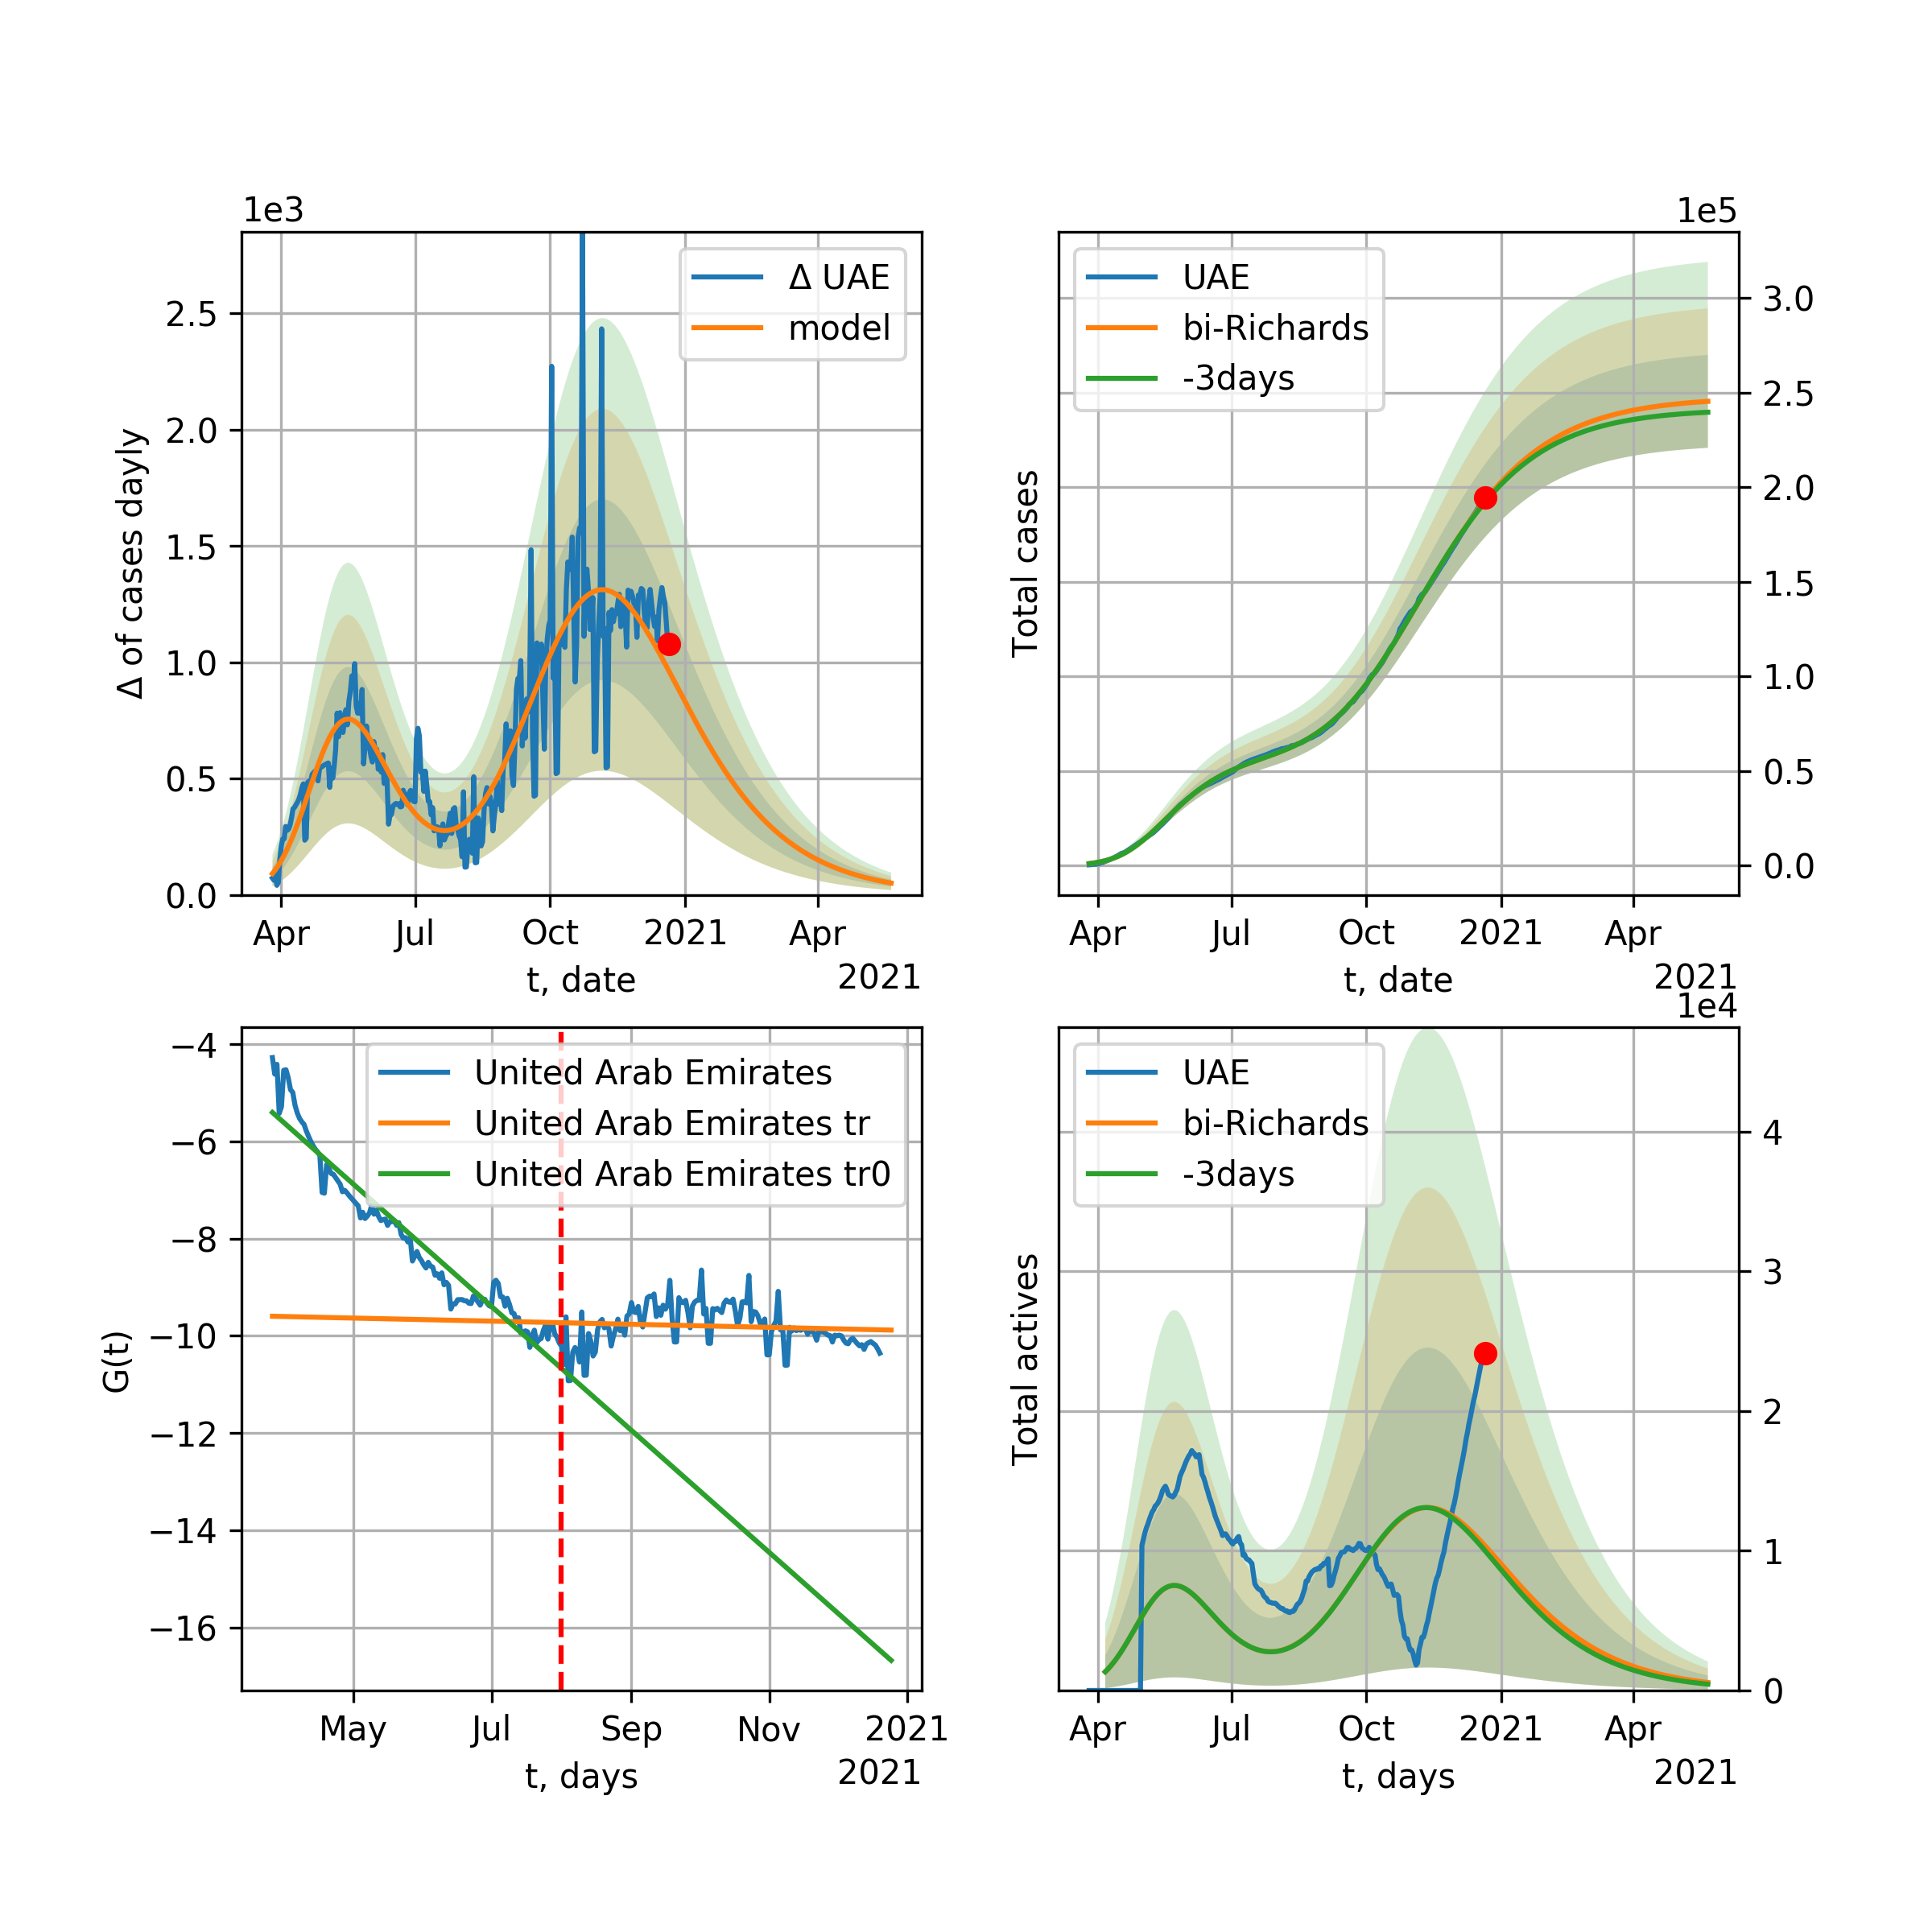 1e3
Δ UAE
model
2.5
2.0
1.5
1.0
0.5
0.0
Δ of cases dayly
Apr Jul Oct 2021 Apr
t, date
2021
1e5
UAE
bi-Richards
-3days
3.0
2.5
2.0
1.5
1.0
0.5
0.0
Total cases
Apr Jul Oct 2021 Apr
t, date
2021
United Arab Emirates
United Arab Emirates tr
United Arab Emirates tr0
−4
−6
−8
−10
−12
−14
−16
G(t)
May Jul Sep Nov 2021
t, days
2021
1e4
UAE
bi-Richards
-3days
4
3
2
1
0
Total actives
Apr Jul Oct 2021 Apr
t, days
2021